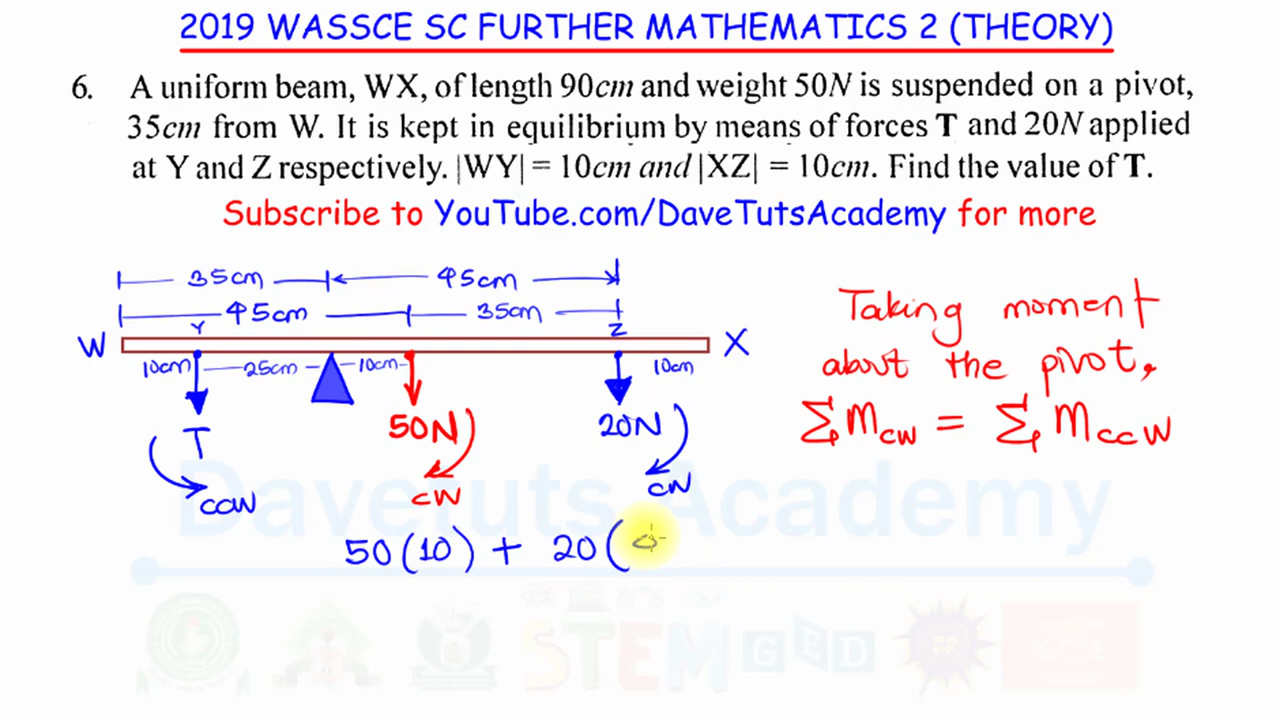 2019 WASSCE SC FURTHER MATHEMATICS 2 (THEORY)
6. A uniform beam, WX, of length 90cm and weight 50N is suspended on a pivot,
35cm from W. It is kept in equilibrium by means of forces T and 20N applied
at Y and Z respectively. |WY| = 10cm and |XZ| = 10cm. Find the value of T.
Subscribe to YouTube.com/DaveTutsAcademy for more
35cm 45cm
45cm 35cm
Y Z
W X
10cm 25cm 10cm 10cm
T 50N 20N
CCW CW CW
Taking moment
about the pivot,
∑M_CW = ∑M_CCW
Davetuts Academy
50(10) + 20(
STEM GED